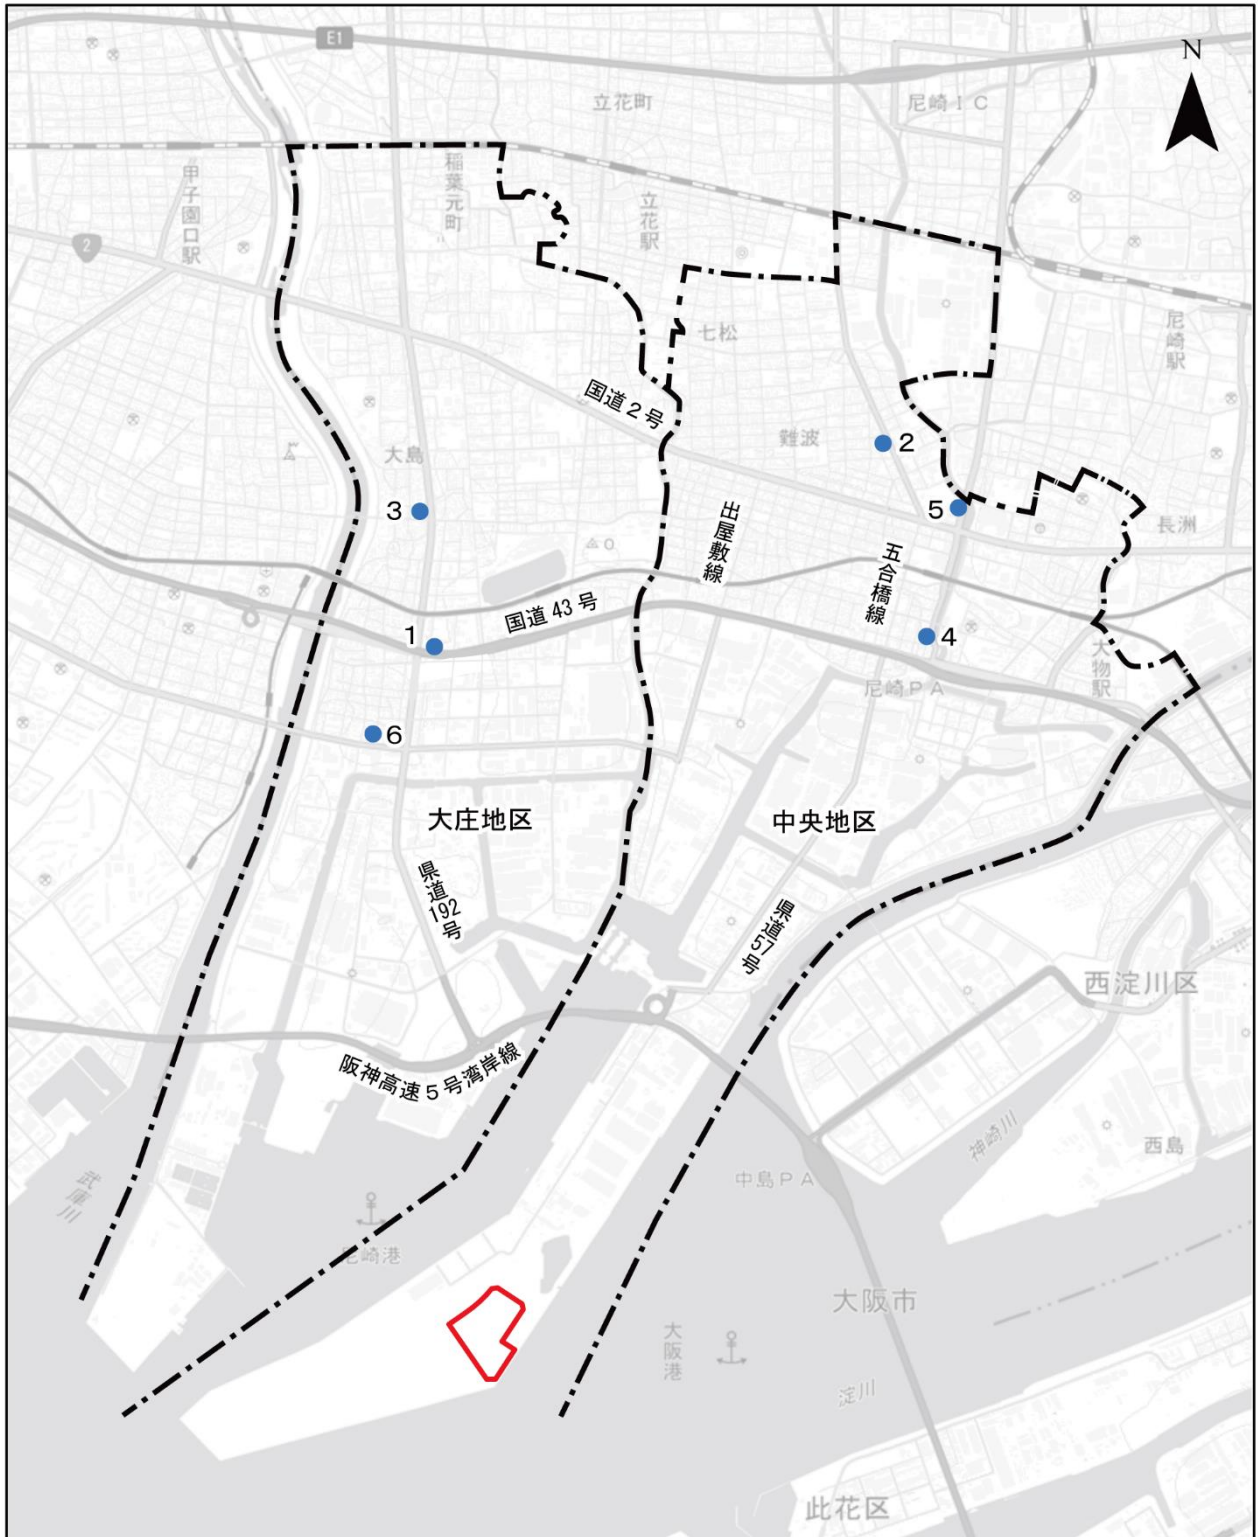 E1
N
立花町
尼崎IC
稲葉元町
甲子園口駅
立花駅
2
七松
尼崎駅
国道2号
難波
2
大島
3
5
長洲
出屋敷線
五合橋線
国道43号
1
4
大物駅
尼崎PA
6
大庄地区
中央地区
県道192号
県道57号
西淀川区
阪神高速5号湾岸線
神崎川
西島
中島PA
武庫川
尼崎港
大阪市
大阪港
淀川
此花区